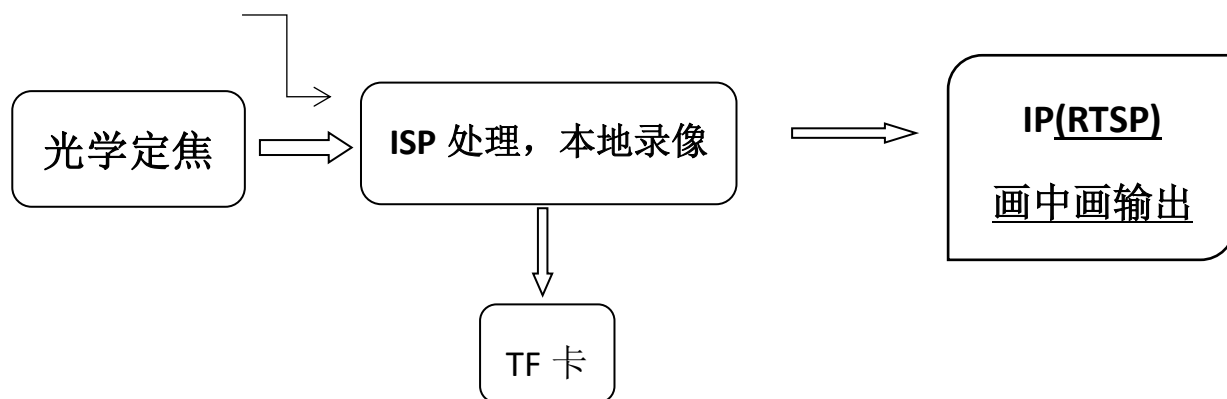 光学定焦
ISP 处理，本地录像
IP(RTSP)
画中画输出
TF 卡